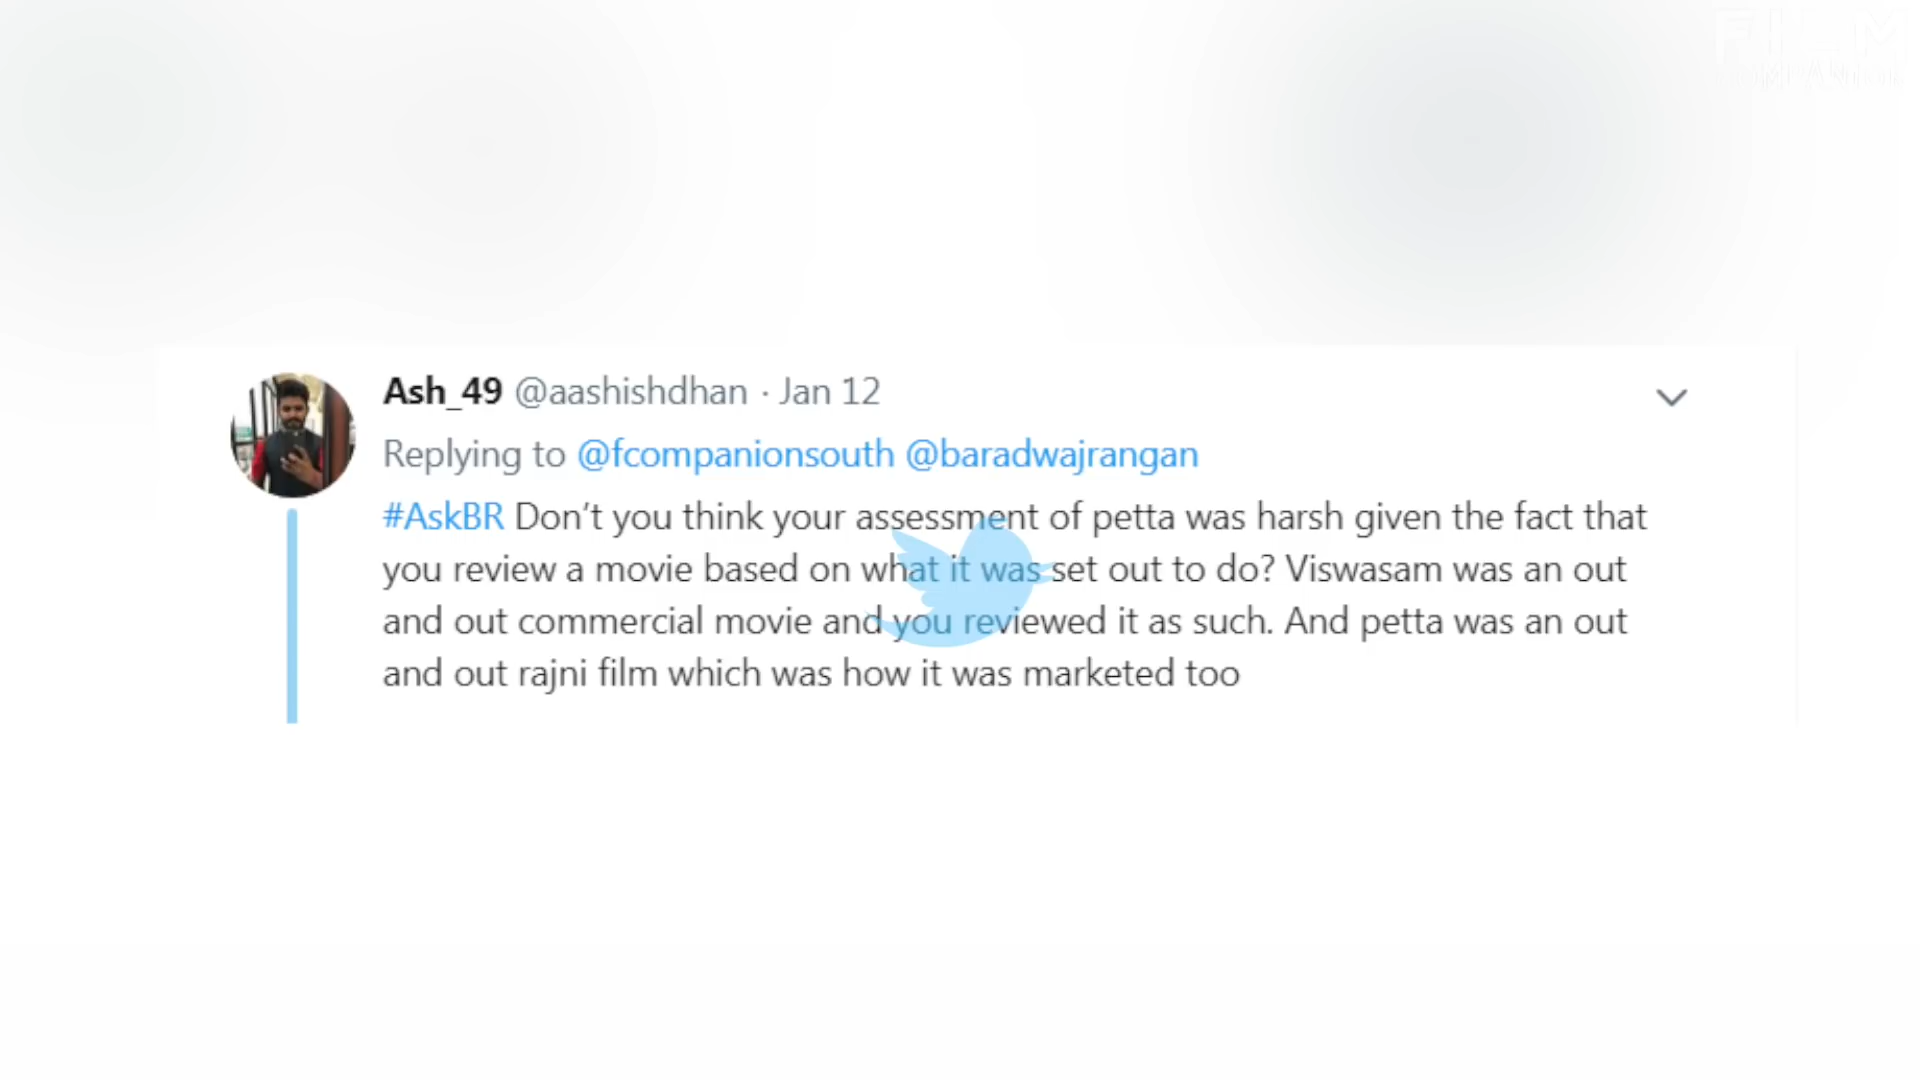 FILM
COMPANION
Ash_49 @aashishdhan · Jan 12
Replying to @fcompanionsouth @baradwajrangan
#AskBR Don’t you think your assessment of petta was harsh given the fact that
you review a movie based on what it was set out to do? Viswasam was an out
and out commercial movie and you reviewed it as such. And petta was an out
and out rajni film which was how it was marketed too